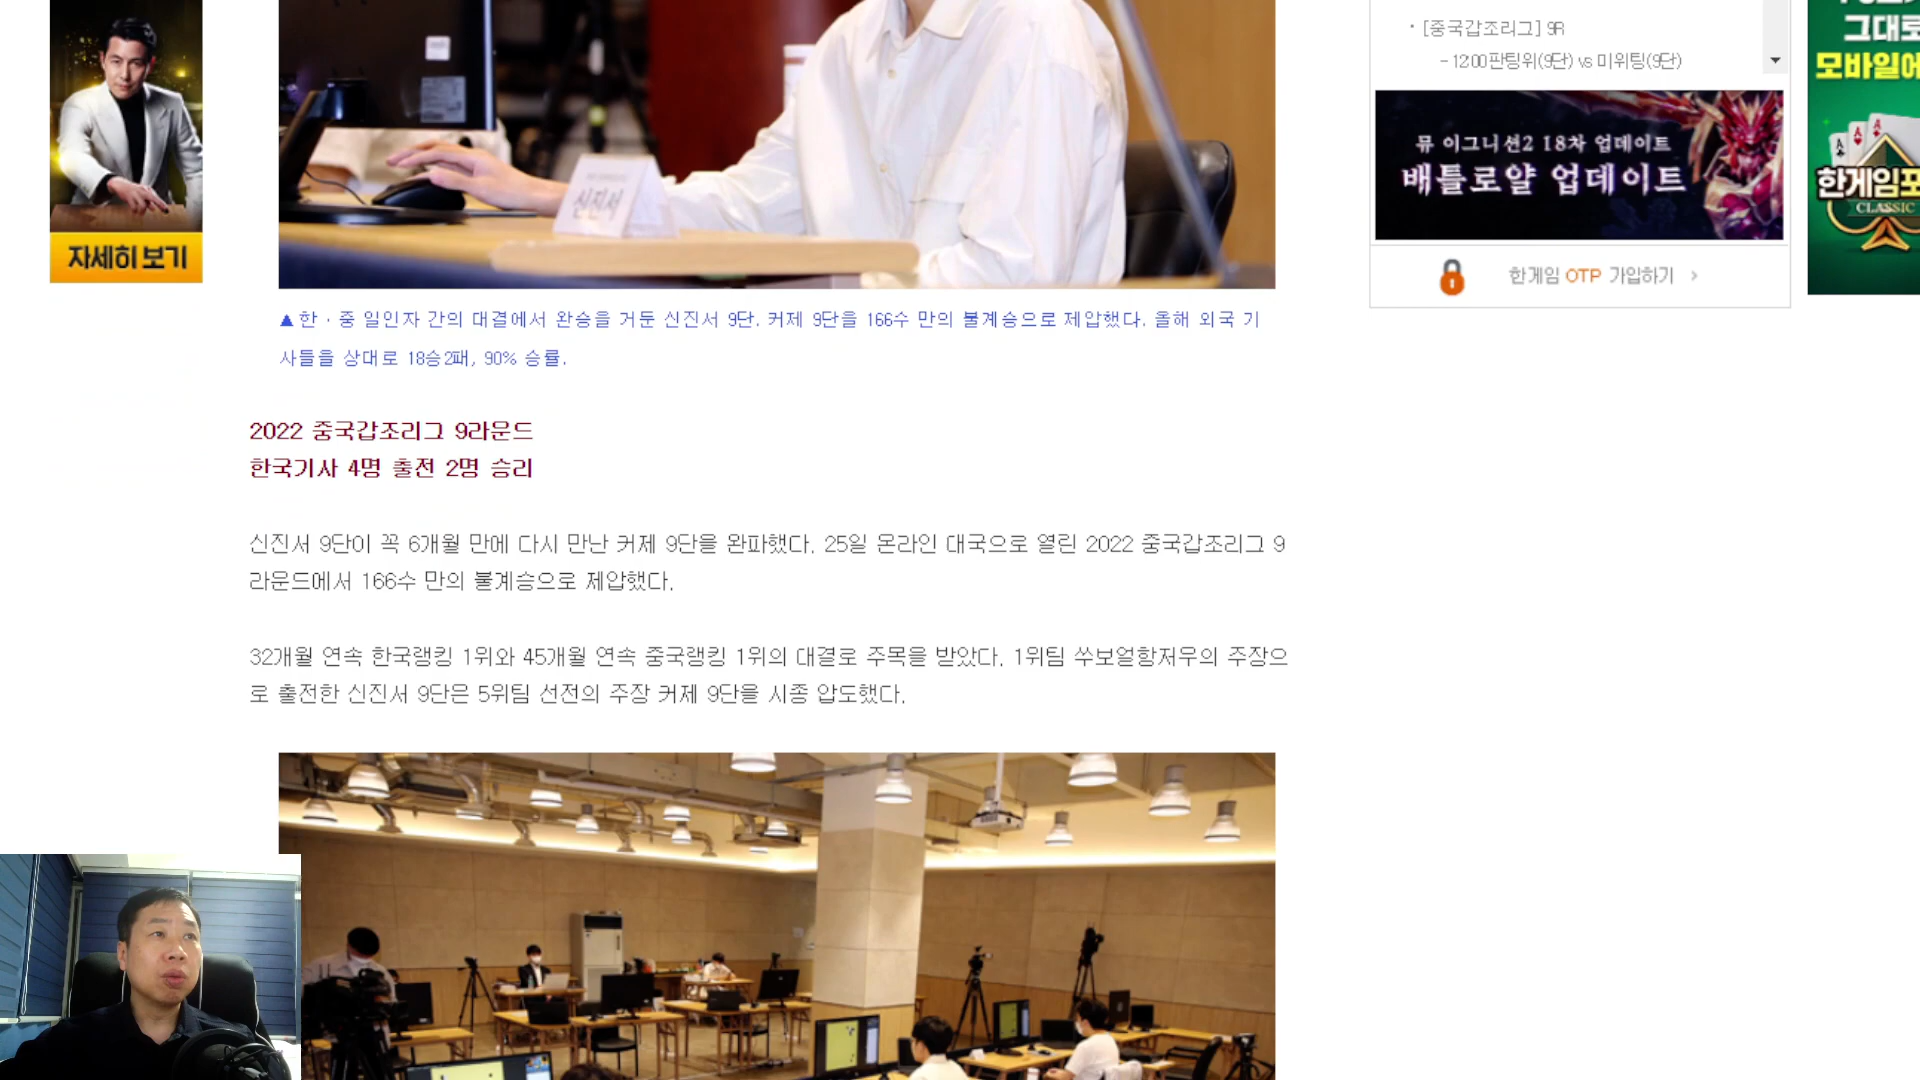 [중국갑조리그] 9R
- 1200판팅위(9단) vs 미위팅(9단)
그대로
모바일에
뮤 이그니션2 18차 업데이트
배틀로얄 업데이트
한게임포
CLASSIC
신진서
자세히 보기
한게임 OTP 가입하기
▲한·중 일인자 간의 대결에서 완승을 거둔 신진서 9단. 커제 9단을 166수 만의 불계승으로 제압했다. 올해 외국 기
사들을 상대로 18승2패, 90% 승률.
2022 중국갑조리그 9라운드
한국기사 4명 출전 2명 승리
신진서 9단이 꼭 6개월 만에 다시 만난 커제 9단을 완파했다. 25일 온라인 대국으로 열린 2022 중국갑조리그 9
라운드에서 166수 만의 불계승으로 제압했다.
32개월 연속 한국랭킹 1위와 45개월 연속 중국랭킹 1위의 대결로 주목을 받았다. 1위팀 쑤보얼항저우의 주장으
로 출전한 신진서 9단은 5위팀 선전의 주장 커제 9단을 시종 압도했다.